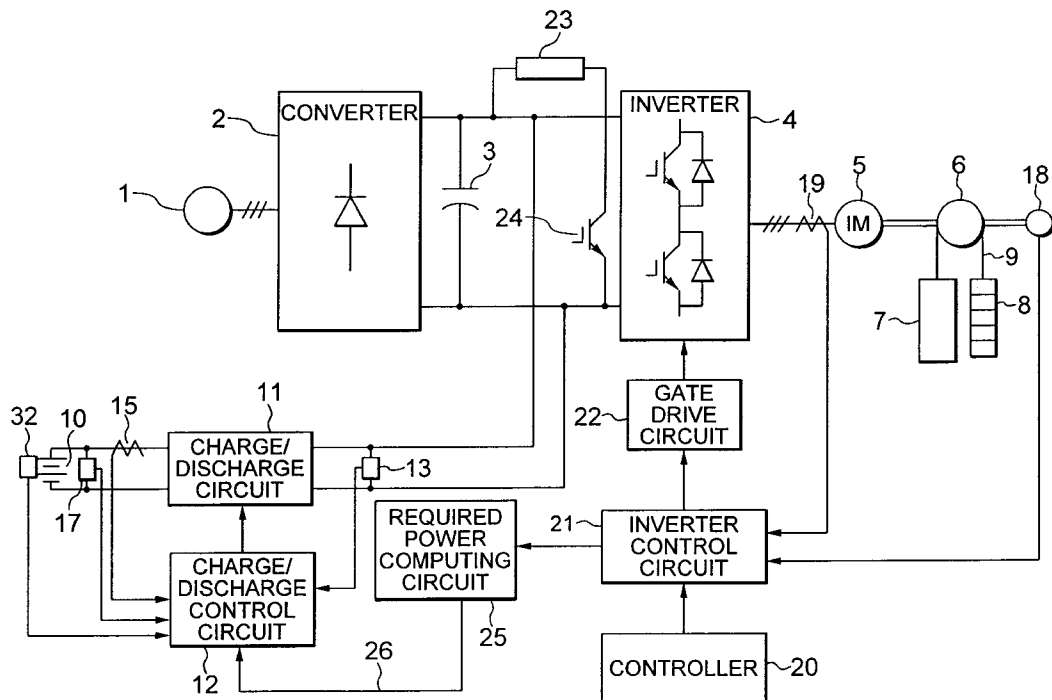 23
CONVERTER
INVERTER
2
4
3
1
24
19
5
6
18
IM
9
7
8
11
32
10
15
CHARGE/
DISCHARGE
CIRCUIT
13
17
22
GATE
DRIVE
CIRCUIT
REQUIRED
POWER
COMPUTING
CIRCUIT
21
INVERTER
CONTROL
CIRCUIT
CHARGE/
DISCHARGE
CONTROL
CIRCUIT
25
12
26
CONTROLLER
20